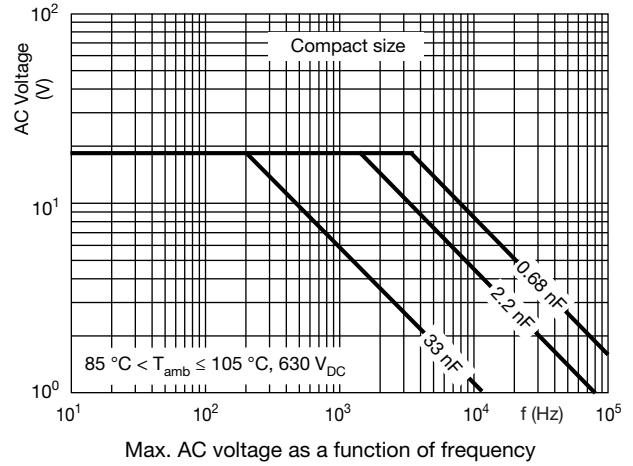 10²
Compact size
AC Voltage
(V)
10¹
0.68 nF
2.2 nF
33 nF
85 °C < Tamb ≤ 105 °C, 630 VDC
10⁰
10¹
10²
10³
10⁴
f (Hz)
10⁵
Max. AC voltage as a function of frequency